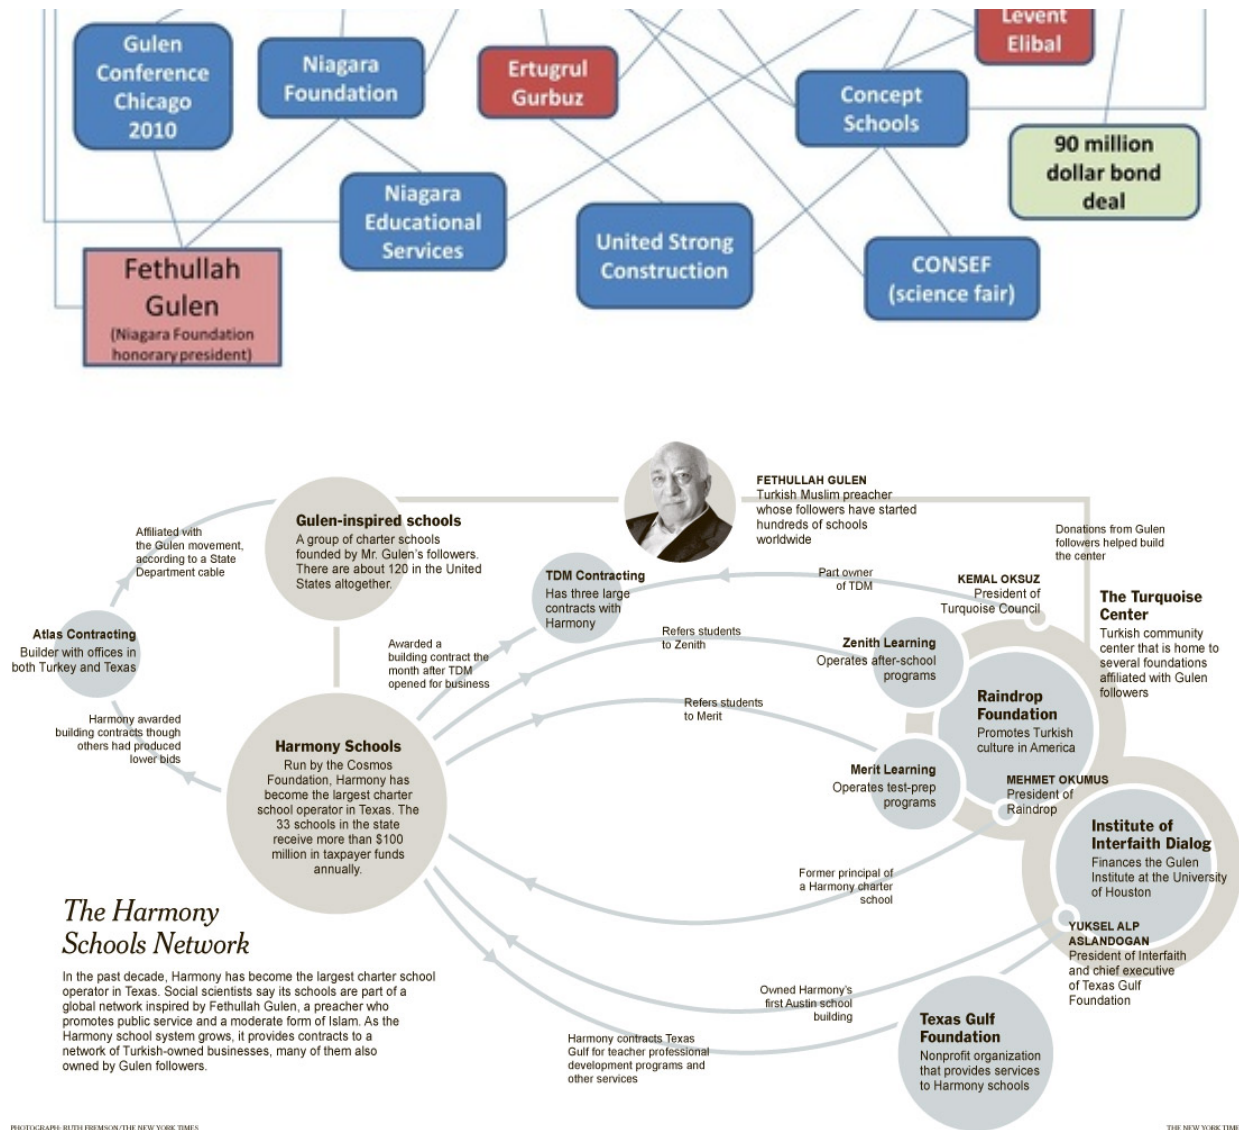 Levent
Elibal
Gulen
Conference
Chicago
2010
Niagara
Foundation
Ertugrul
Gurbuz
Concept
Schools
90 million
dollar bond
deal
Niagara
Educational
Services
United Strong
Construction
CONSEF
(science fair)
Fethullah
Gulen
(Niagara Foundation
honorary president)
FETHULLAH GULEN
Turkish Muslim preacher
whose followers have started
hundreds of schools
worldwide
Gulen-inspired schools
A group of charter schools
founded by Mr. Gulen's followers.
There are about 120 in the United
States altogether.
Affiliated with
the Gulen movement,
according to a State
Department cable
Donations from Gulen
followers helped build
the center
TDM Contracting
Has three large
contracts with
Harmony
Part owner
of TDM
KEMAL OKSUZ
President of
Turquoise Council
The Turquoise
Center
Turkish community
center that is home to
several foundations
affiliated with Gulen
followers
Atlas Contracting
Builder with offices in
both Turkey and Texas
Awarded a
building contract the
month after TDM
opened for business
Refers students
to Zenith
Zenith Learning
Operates after-school
programs
Raindrop
Foundation
Promotes Turkish
culture in America
Refers students
to Merit
Harmony awarded
building contracts though
others had produced
lower bids
Harmony Schools
Run by the Cosmos
Foundation, Harmony has
become the largest charter
school operator in Texas. The
33 schools in the state
receive more than $100
million in taxpayer funds
annually.
Merit Learning
Operates test-prep
programs
MEHMET OKUMUS
President of
Raindrop
Institute of
Interfaith Dialog
Finances the Gulen
Institute at the University
of Houston
Former principal of
a Harmony charter
school
YUKSEL ALP
ASLANDOGAN
President of Interfaith
and chief executive
of Texas Gulf
Foundation
The Harmony
Schools Network
In the past decade, Harmony has become the largest charter school
operator in Texas. Social scientists say its schools are part of a
global network inspired by Fethullah Gulen, a preacher who
promotes public service and a moderate form of Islam. As the
Harmony school system grows, it provides contracts to a
network of Turkish-owned businesses, many of them also
owned by Gulen followers.
Owned Harmony's
first Austin school
building
Harmony contracts Texas
Gulf for teacher professional
development programs and
other services
Texas Gulf
Foundation
Nonprofit organization
that provides services
to Harmony schools
PHOTOGRAPH: RUTH FREMSON/THE NEW YORK TIMES
THE NEW YORK TIME